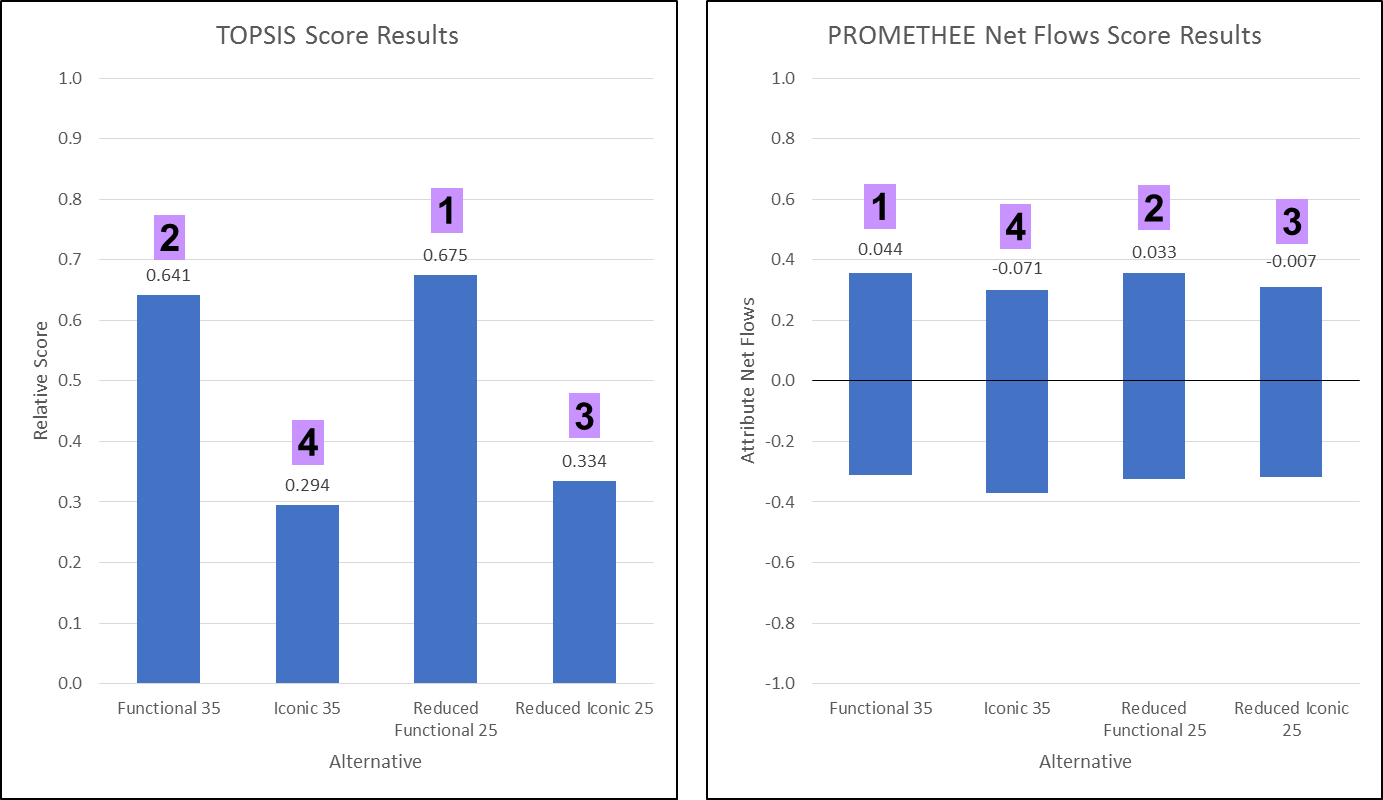 TOPSIS Score Results
1.0
0.9
0.8
0.7
0.6
0.5
0.4
0.3
0.2
0.1
0.0
Relative Score
2
0.641
4
0.294
1
0.675
3
0.334
Functional 35
Iconic 35
Reduced
Functional 25
Reduced Iconic 25
Alternative
PROMETHEE Net Flows Score Results
1.0
0.8
0.6
0.4
0.2
0.0
-0.2
-0.4
-0.6
-0.8
-1.0
Attribute Net Flows
1
0.044
4
-0.071
2
0.033
3
-0.007
Functional 35
Iconic 35
Reduced
Functional 25
Reduced Iconic
25
Alternative